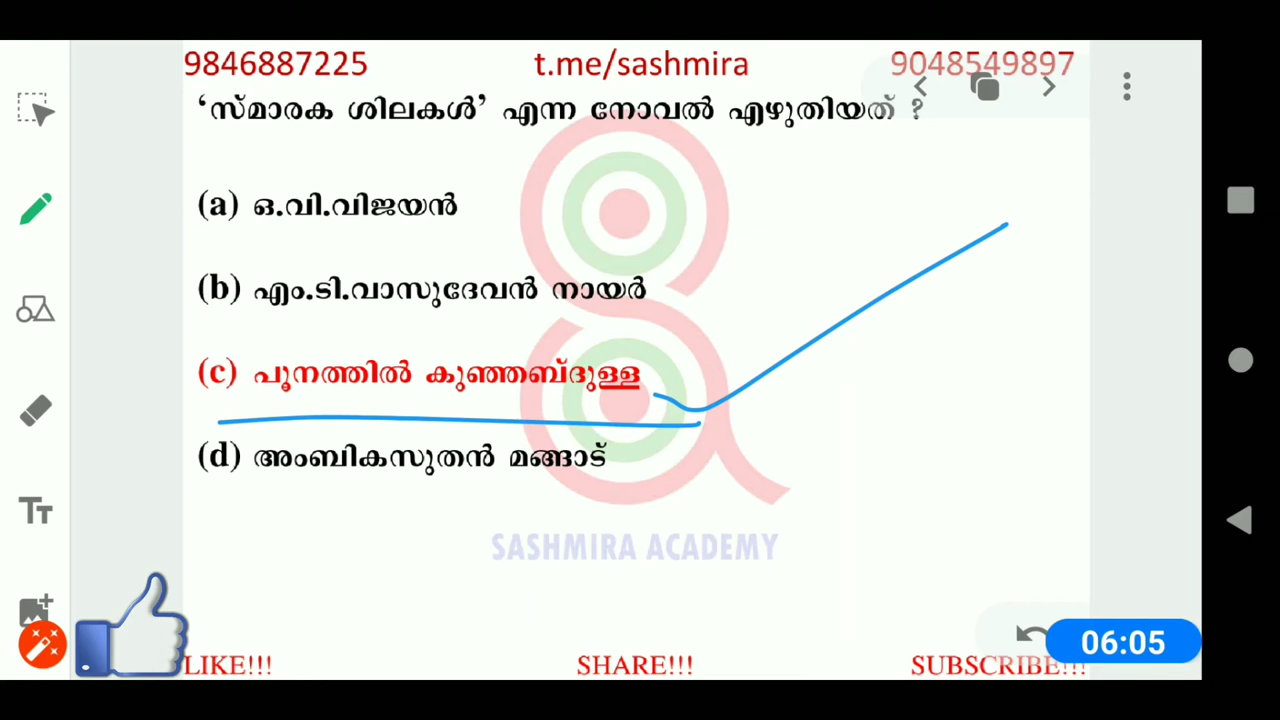 9846887225 t.me/sashmira 9048549897
‘സ്മാരക ശിലകൾ’ എന്ന നോവൽ എഴുതിയത് ?
(a) ഒ.വി.വിജയൻ
(b) എം.ടി.വാസുദേവൻ നായർ
(c) പൂനത്തിൽ കുഞ്ഞബ്ദുള്ള
(d) അംബികസുതൻ മങ്ങാട്
SASHMIRA ACADEMY
06:05
LIKE!!! SHARE!!! SUBSCRIBE!!!
TT